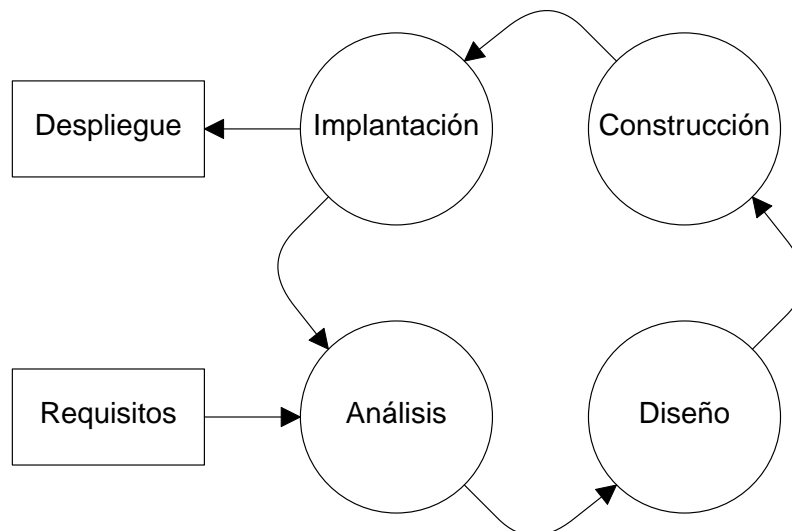 Despliegue
Implantación
Construcción
Requisitos
Análisis
Diseño